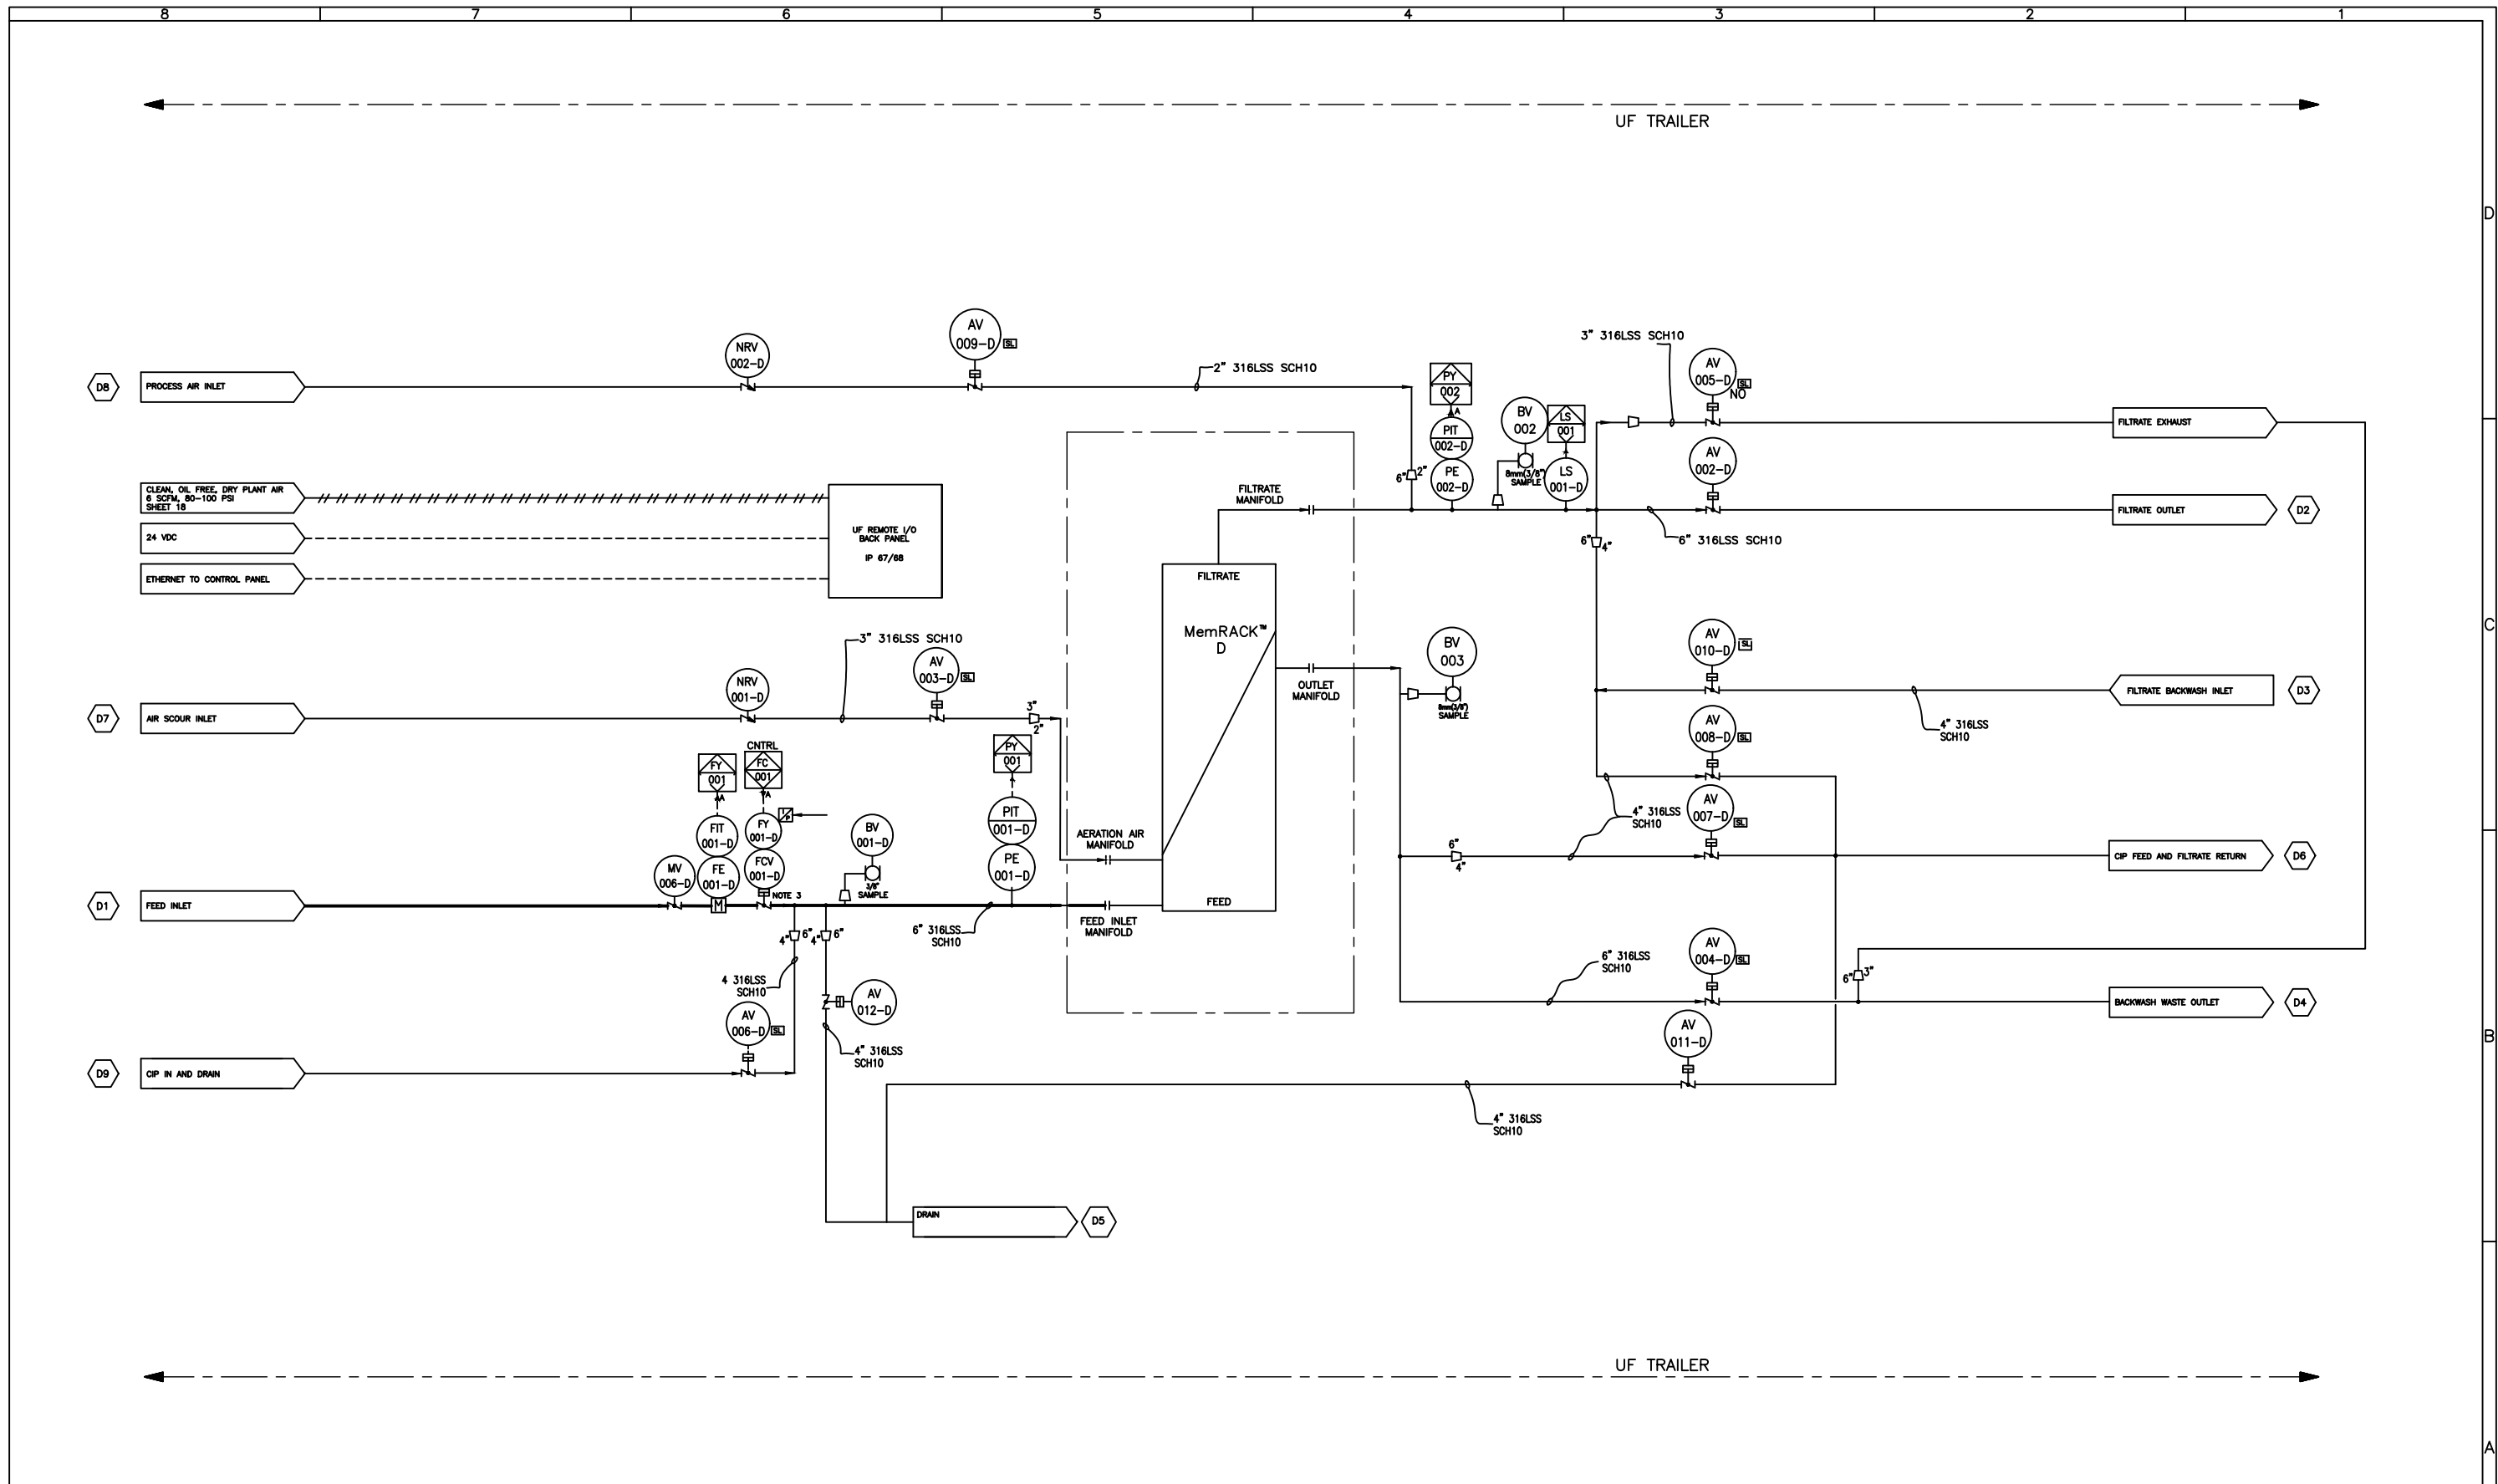 8 7 6 5 4 3 2 1
UF TRAILER
D
3" 316LSS SCH10
AV
009-D SL
NRV
002-D
AV
005-D SL
NO
2" 316LSS SCH10
PY
002
A
D8
PROCESS AIR INLET
BV
002
LS
001
PIT
002-D
FILTRATE EXHAUST
AV
002-D
PE
002-D
8mm(3/8")
SAMPLE
LS
001-D
6" 2"
CLEAN, OIL FREE, DRY PLANT AIR
6 SCFM, 80-100 PSI
SHEET 18
FILTRATE
MANIFOLD
FILTRATE OUTLET
D2
24 VDC
UF REMOTE I/O
BACK PANEL
IP 67/68
6" 4"
6" 316LSS SCH10
ETHERNET TO CONTROL PANEL
FILTRATE
MemRACK™
D
C
3" 316LSS SCH10
AV
010-D SL
BV
003
AV
003-D SL
NRV
001-D
OUTLET
MANIFOLD
FILTRATE BACKWASH INLET
D3
8mm(3/8")
SAMPLE
D7
AIR SCOUR INLET
3"
2"
4" 316LSS
SCH10
AV
008-D SL
CNTRL
FY
001
A
FC
001
A
PY
001
4" 316LSS
SCH10
AV
007-D SL
FIT
001-D
FY
001-D
I/P
BV
001-D
PIT
001-D
AERATION AIR
MANIFOLD
6"
4"
CIP FEED AND FILTRATE RETURN
D6
MV
006-D
FE
001-D
FCV
001-D
PE
001-D
3/8"
SAMPLE
NOTE 3
M
D1
FEED INLET
FEED
FEED INLET
MANIFOLD
4" 6" 4" 6"
6" 316LSS
SCH10
AV
004-D SL
6" 316LSS
SCH10
4 316LSS
SCH10
6" 3"
AV
012-D
BACKWASH WASTE OUTLET
D4
AV
006-D SL
AV
011-D
B
4" 316LSS
SCH10
D9
CIP IN AND DRAIN
4" 316LSS
SCH10
DRAIN
D5
UF TRAILER
A